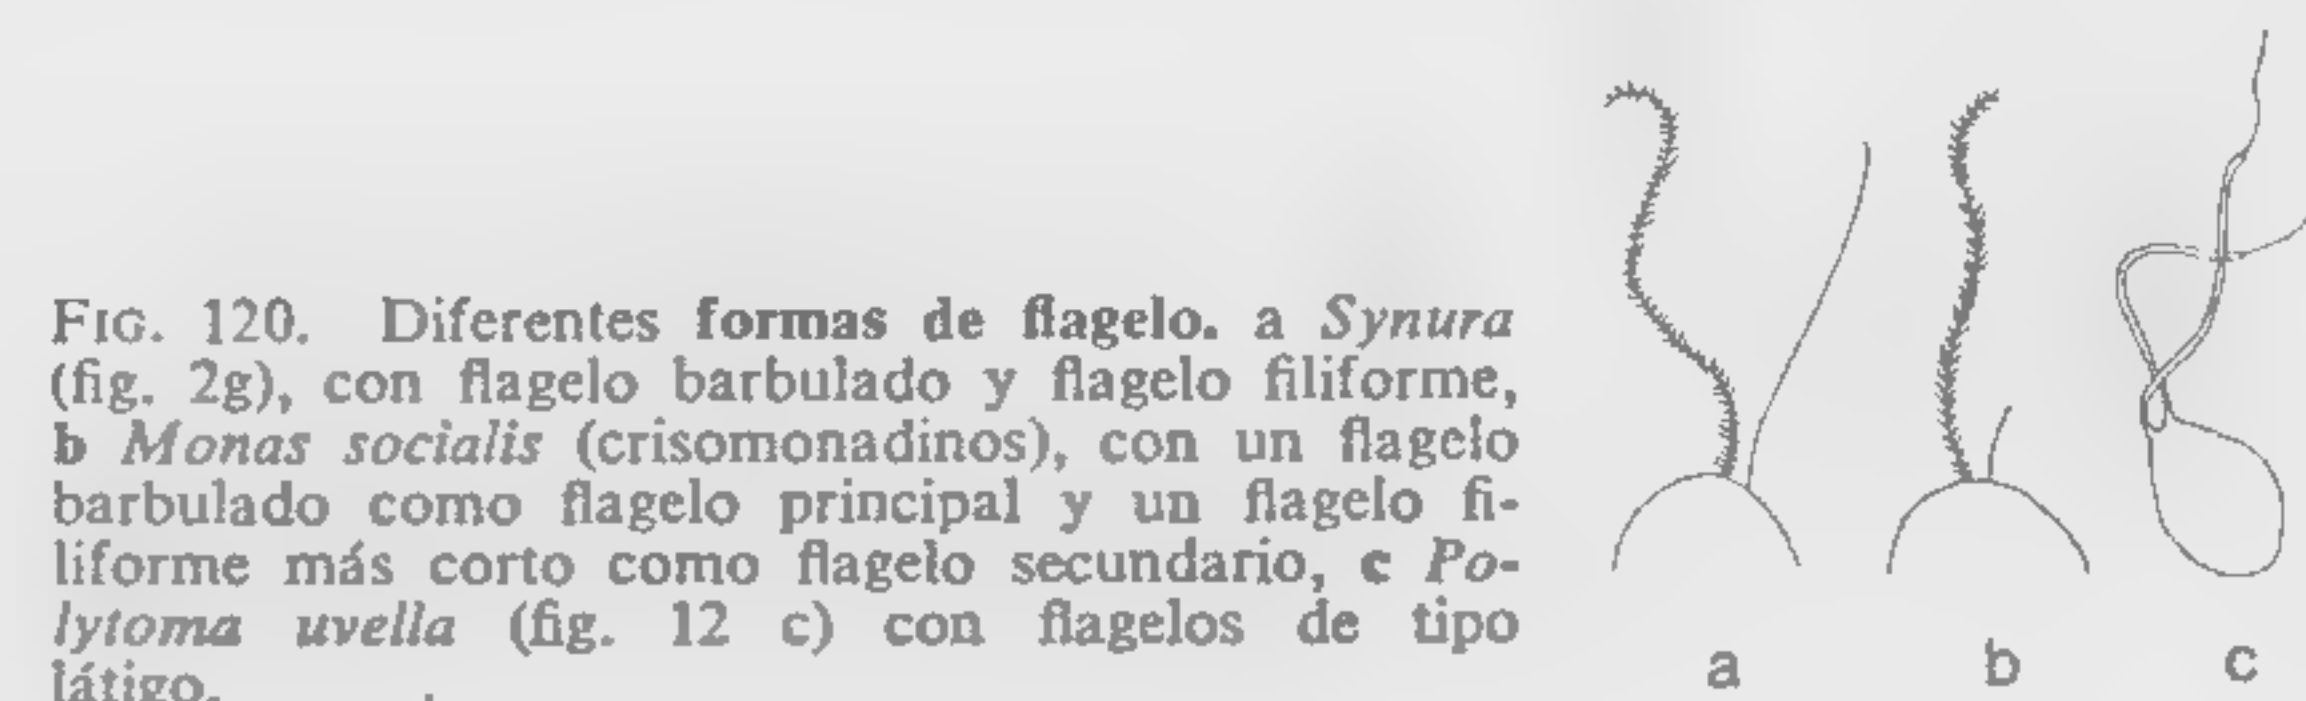 FIG. 120. Diferentes formas de flagelo. a Synura
(fig. 2g), con flagelo barbulado y flagelo filiforme,
b Monas socialis (crisomonadinos), con un flagelo
barbulado como flagelo principal y un flagelo fi-
liforme más corto como flagelo secundario, c Po-
lytoma uvella (fig. 12 c) con flagelos de tipo
látigo.
a b c